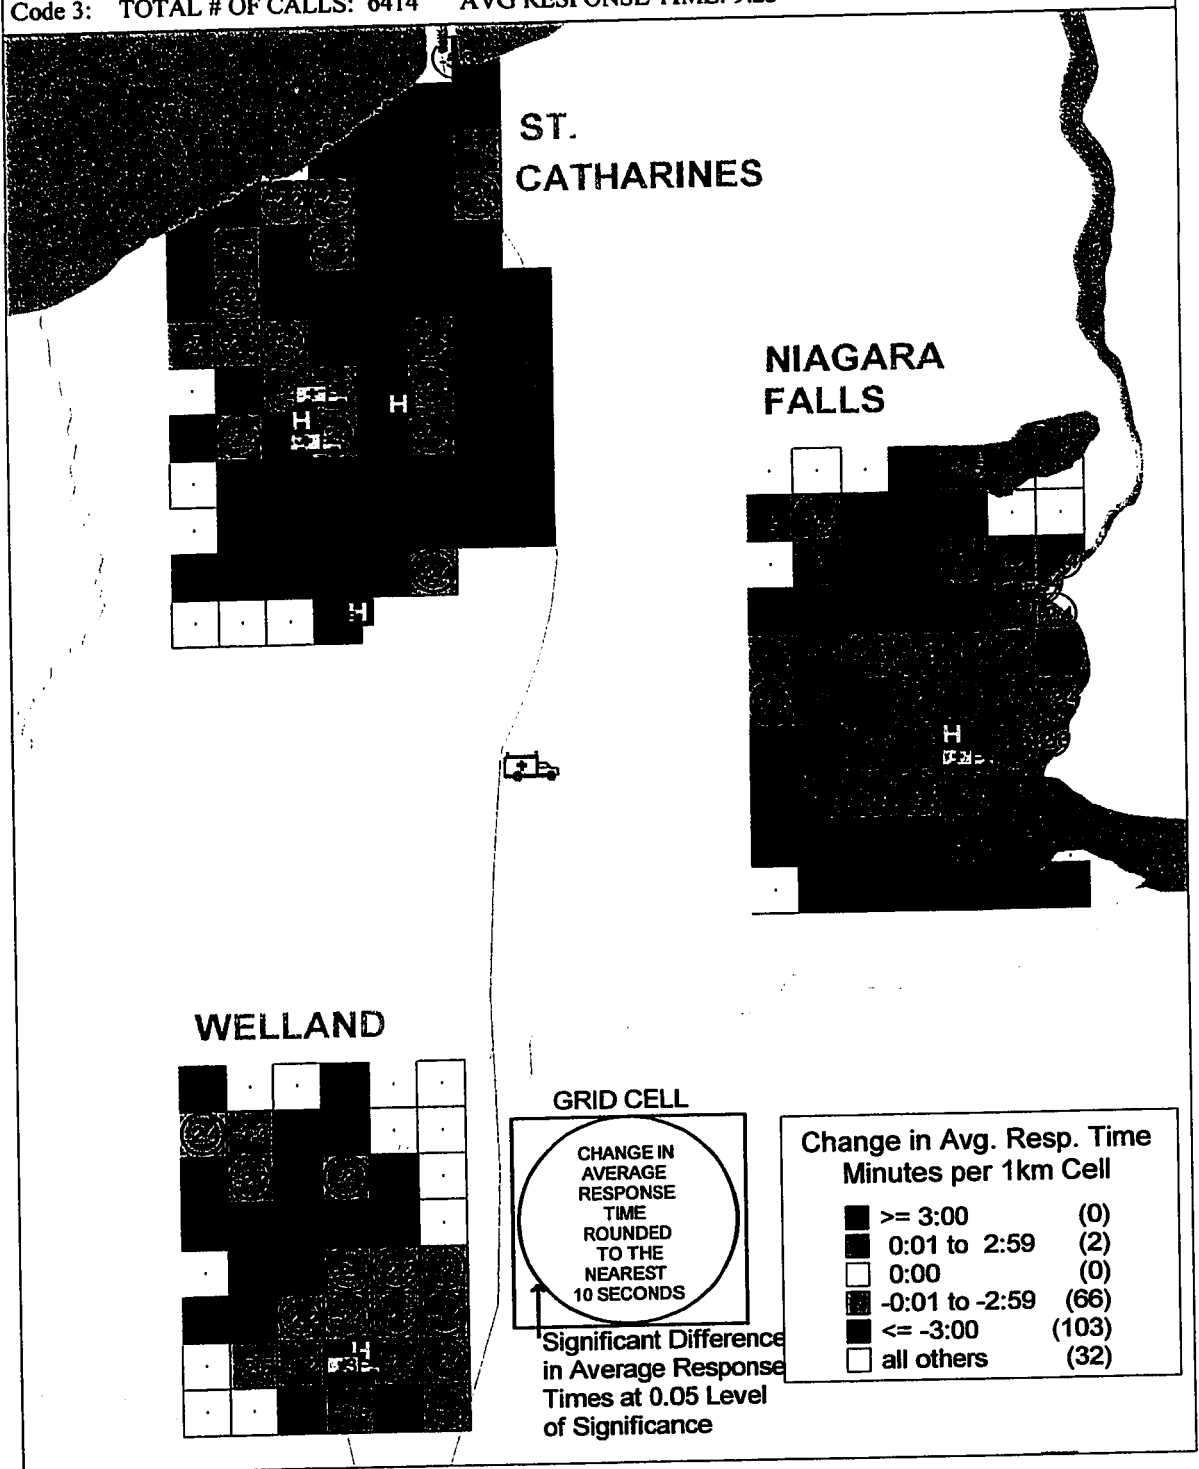 Code 3: TOTAL # OF CALLS: 6414
ST.
CATHARINES
NIAGARA
FALLS
H
H
H
H
WELLAND
H
GRID CELL
CHANGE IN
AVERAGE
RESPONSE
TIME
ROUNDED
TO THE
NEAREST
10 SECONDS
Significant Difference
in Average Response
Times at 0.05 Level
of Significance
Change in Avg. Resp. Time
Minutes per 1km Cell
>= 3:00 (0)
0:01 to 2:59 (2)
0:00 (0)
-0:01 to -2:59 (66)
<= -3:00 (103)
all others (32)